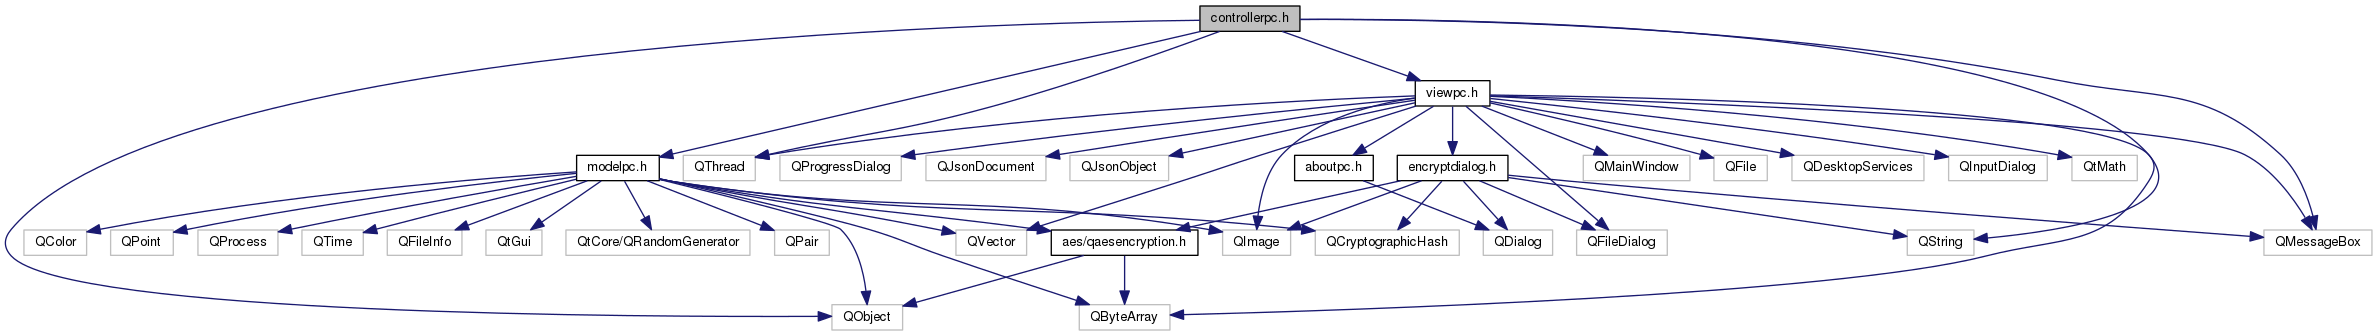 controllerpc.h
viewpc.h
modelpc.h
QThread
QProgressDialog
QJsonDocument
QJsonObject
aboutpc.h
encryptdialog.h
QMainWindow
QFile
QDesktopServices
QInputDialog
QtMath
QColor
QPoint
QProcess
QTime
QFileInfo
QtGui
QtCore/QRandomGenerator
QPair
QVector
aes/qaesencryption.h
QImage
QCryptographicHash
QDialog
QFileDialog
QString
QMessageBox
QObject
QByteArray